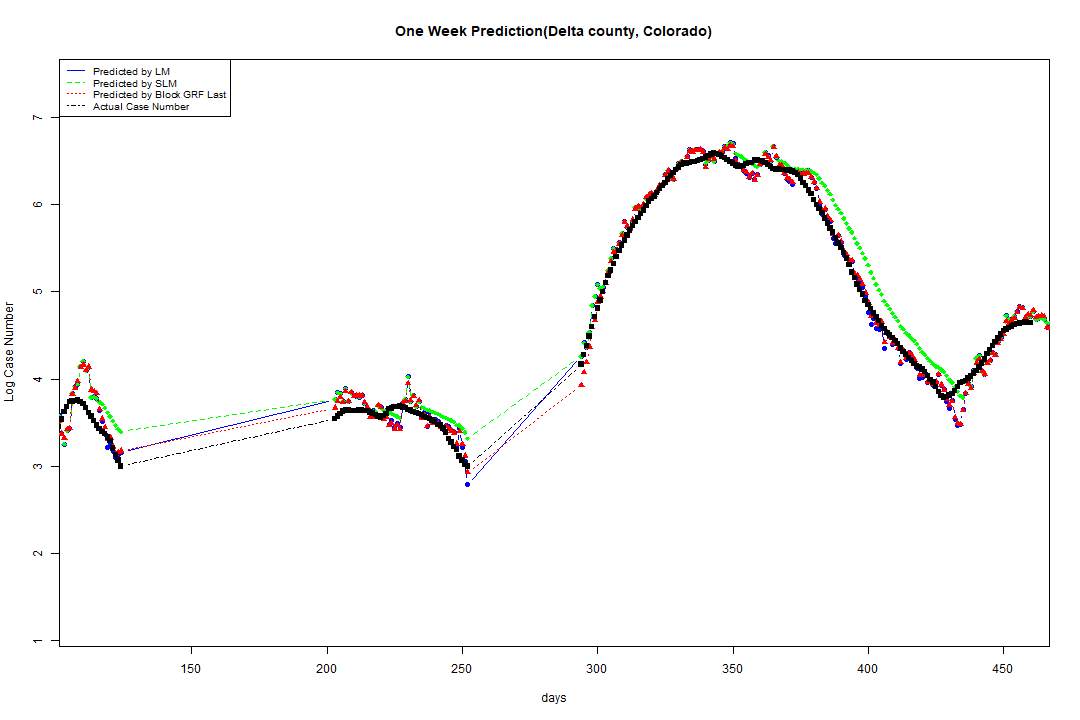 One Week Prediction(Delta county, Colorado)
Predicted by LM
Predicted by SLM
Predicted by Block GRF Last
Actual Case Number
7
6
5
4
3
2
1
Log Case Number
150 200 250 300 350 400 450
days